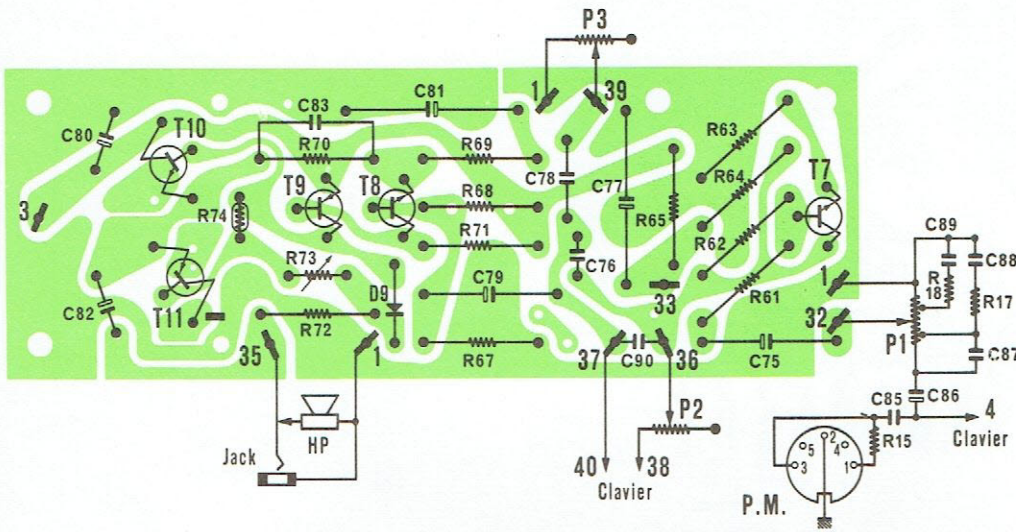 P3
1
39
C81
C83
C80
T10
R70
R69
R63
C78
C77
R64
T7
T9
T8
R68
R65
3
R74
R71
R62
C89
C88
C76
R73
R18
R17
D9
C79
33
R61
1
C82
T11
R72
32
P1
35
1
R67
37
C90
36
C75
C87
C86
P2
C85
4
HP
R15
Clavier
Jack
40
38
Clavier
5
2
4
3
1
P.M.